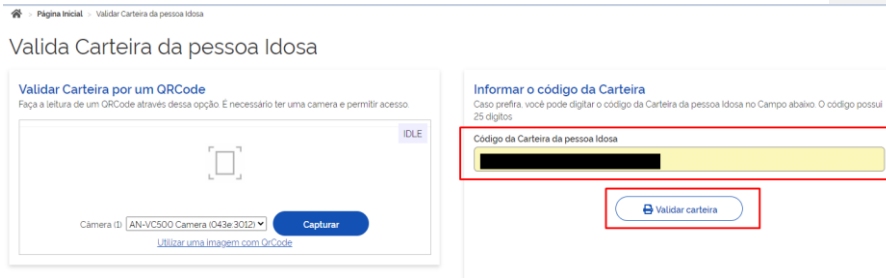 Página Inicial > Validar Carteira da pessoa Idosa
Valida Carteira da pessoa Idosa
Validar Carteira por um QRCode
Faça a leitura de um QRCode através dessa opção. É necessário ter uma camera e permitir acesso.
IDLE
Câmera (1) AN-VC500 Camera (043e:3012) Capturar
Utilizar uma imagem com QrCode
Informar o código da Carteira
Caso prefira, você pode digitar o código da Carteira da pessoa Idosa no Campo abaixo. O código possui
25 digitos
Código da Carteira da pessoa Idosa
Validar carteira